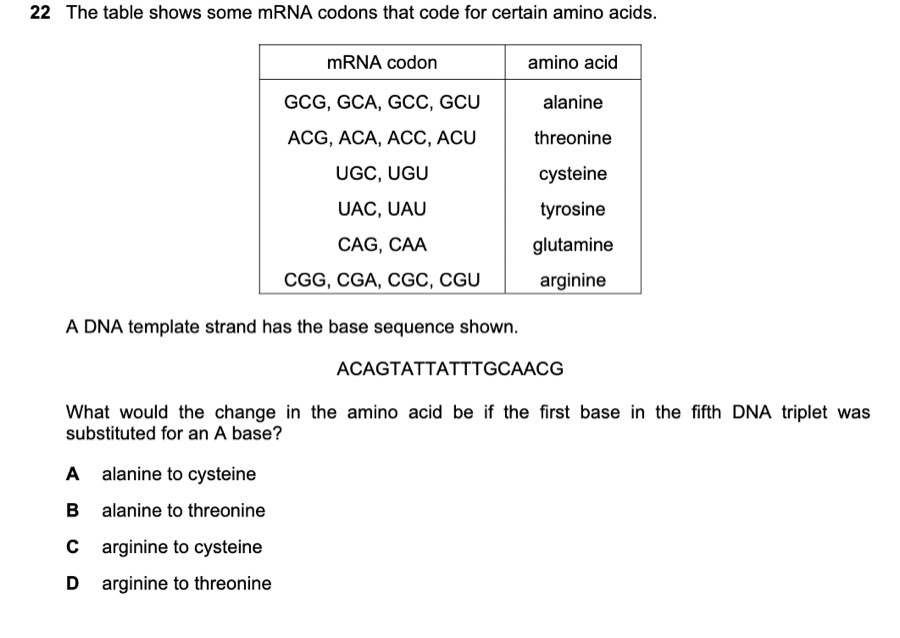 22 The table shows some mRNA codons that code for certain amino acids.
mRNA codon amino acid
GCG, GCA, GCC, GCU alanine
ACG, ACA, ACC, ACU threonine
UGC, UGU cysteine
UAC, UAU tyrosine
CAG, CAA glutamine
CGG, CGA, CGC, CGU arginine
A DNA template strand has the base sequence shown.
ACAGTATTATTTGCAACG
What would the change in the amino acid be if the first base in the fifth DNA triplet was
substituted for an A base?
A alanine to cysteine
B alanine to threonine
C arginine to cysteine
D arginine to threonine